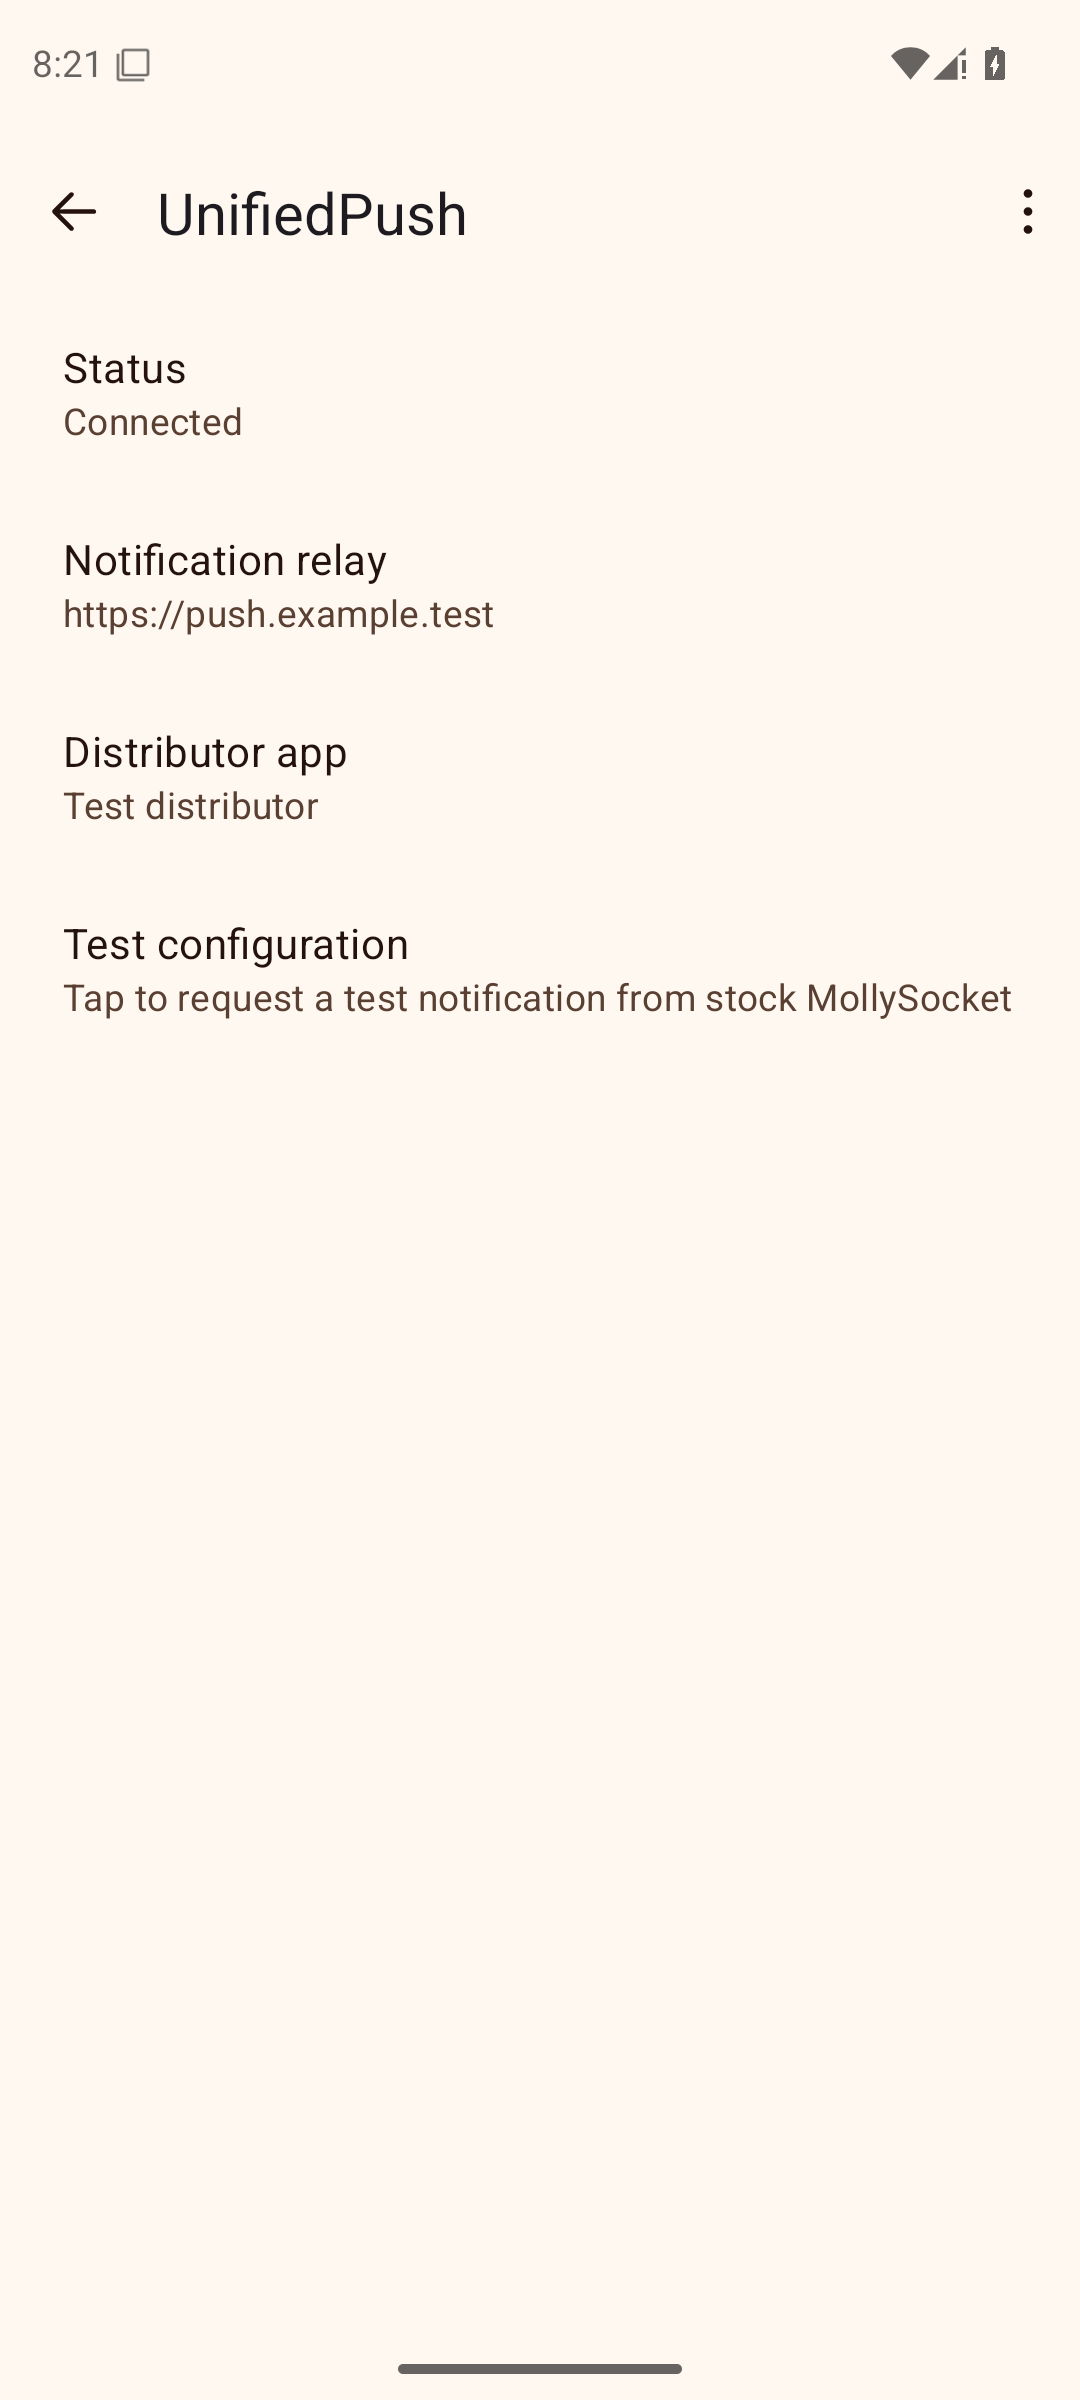 8:21
UnifiedPush
Status
Connected
Notification relay
https://push.example.test
Distributor app
Test distributor
Test configuration
Tap to request a test notification from stock MollySocket